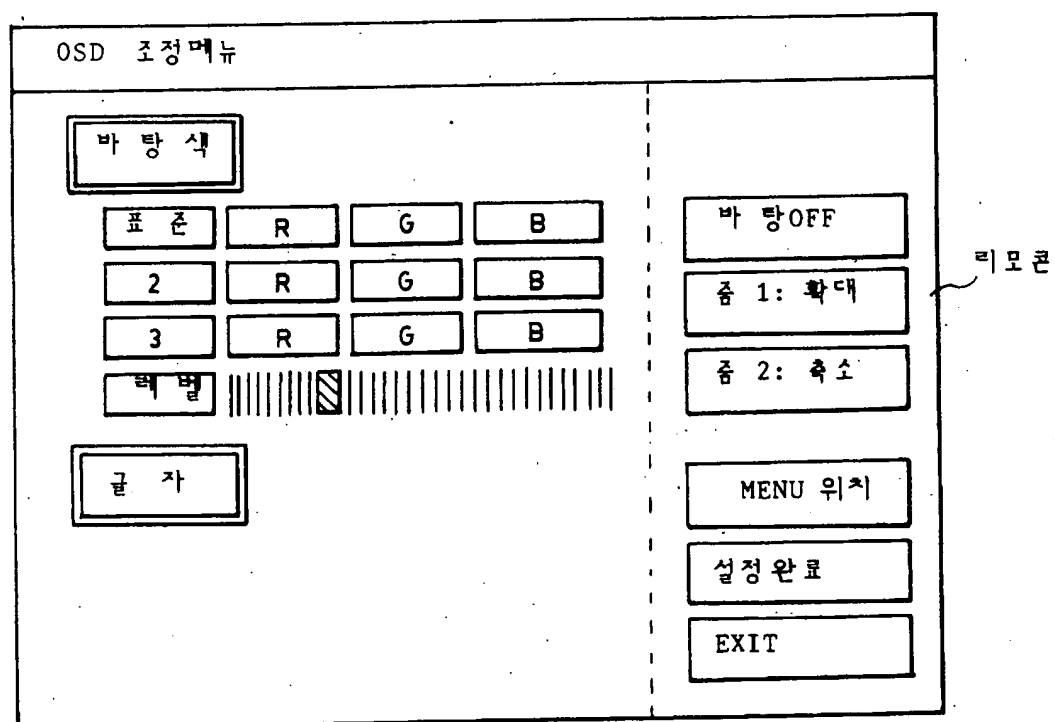 OSD 조정메뉴
바탕색
표준 R G B
2 R G B
3 R G B
레벨
글자
바탕OFF
줌 1: 확대
줌 2: 축소
MENU 위치
설정완료
EXIT
리모콘